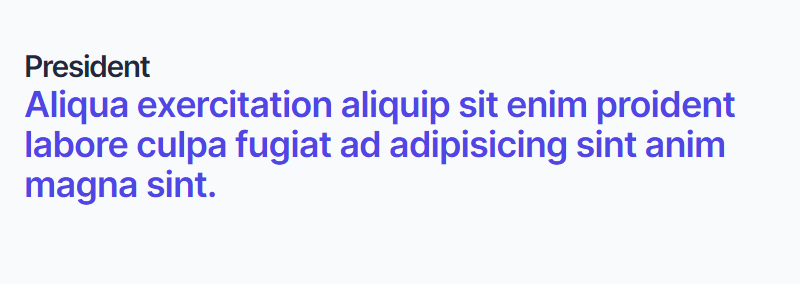 President
Aliqua exercitation aliquip sit enim proident
labore culpa fugiat ad adipisicing sint anim
magna sint.